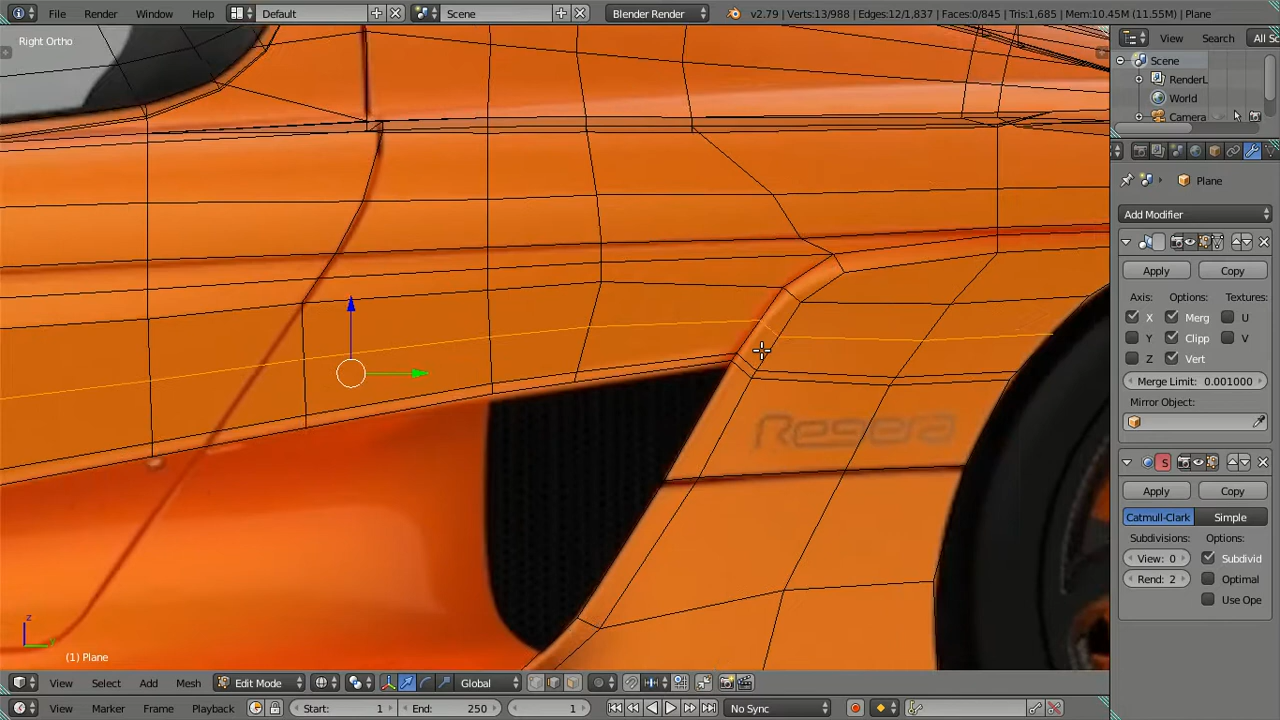 File Render Window Help Default Scene Blender Render v2.79 | Verts:13/988 | Edges:12/1,837 | Faces:0/845 | Tris:1,685 | Mem:10.45M (11.55M) | Plane
Right Ortho
View Search All Sc
Scene
RenderL
World
Camera
Plane
Add Modifier
Apply Copy
Axis: Options: Textures:
X Merg U
Y Clipp V
Z Vert
Merge Limit: 0.001000
Mirror Object:
S
Apply Copy
Catmull-Clark Simple
Subdivisions: Options:
View: 0 Subdivid
Rend: 2 Optimal
Use Ope
Regera
z
y
(1) Plane
View Select Add Mesh Edit Mode Global
View Marker Frame Playback Start: 1 End: 250 1 No Sync